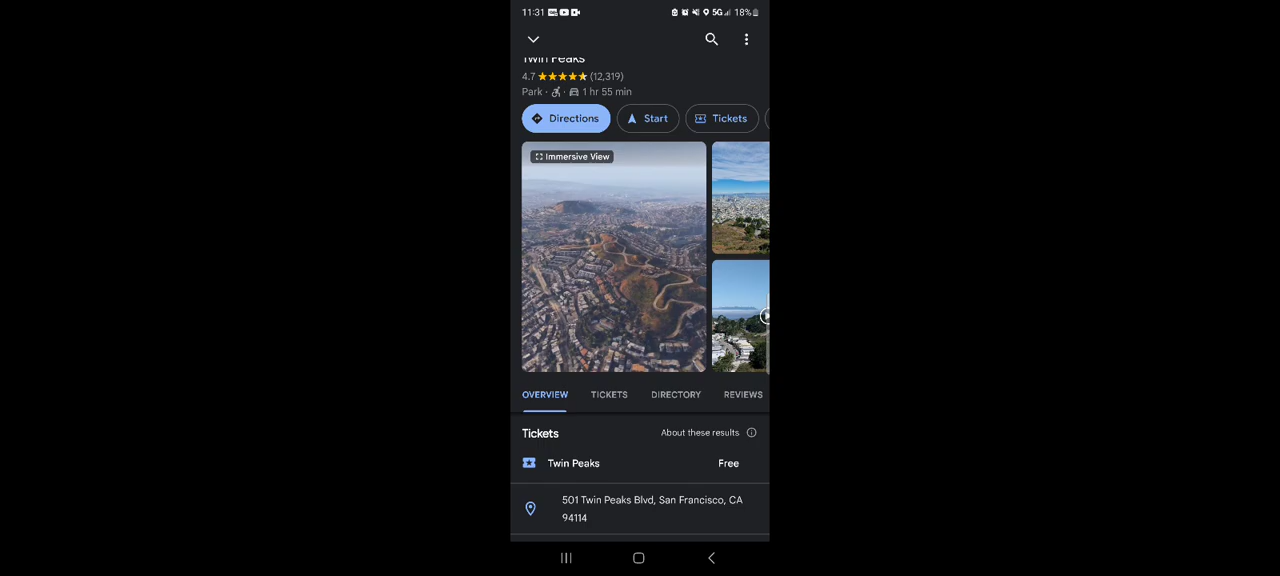 11:31 5G 18%
Twin Peaks
4.7 (12,319)
Park · · 1 hr 55 min
Directions Start Tickets
Immersive View
OVERVIEW TICKETS DIRECTORY REVIEWS
Tickets About these results
Twin Peaks Free
501 Twin Peaks Blvd, San Francisco, CA
94114